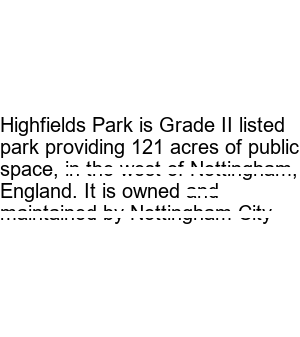 Highfields Park is Grade II listed
park providing 121 acres of public
space, in the west of Nottingham,
England. It is owned and
maintained by Nottingham City